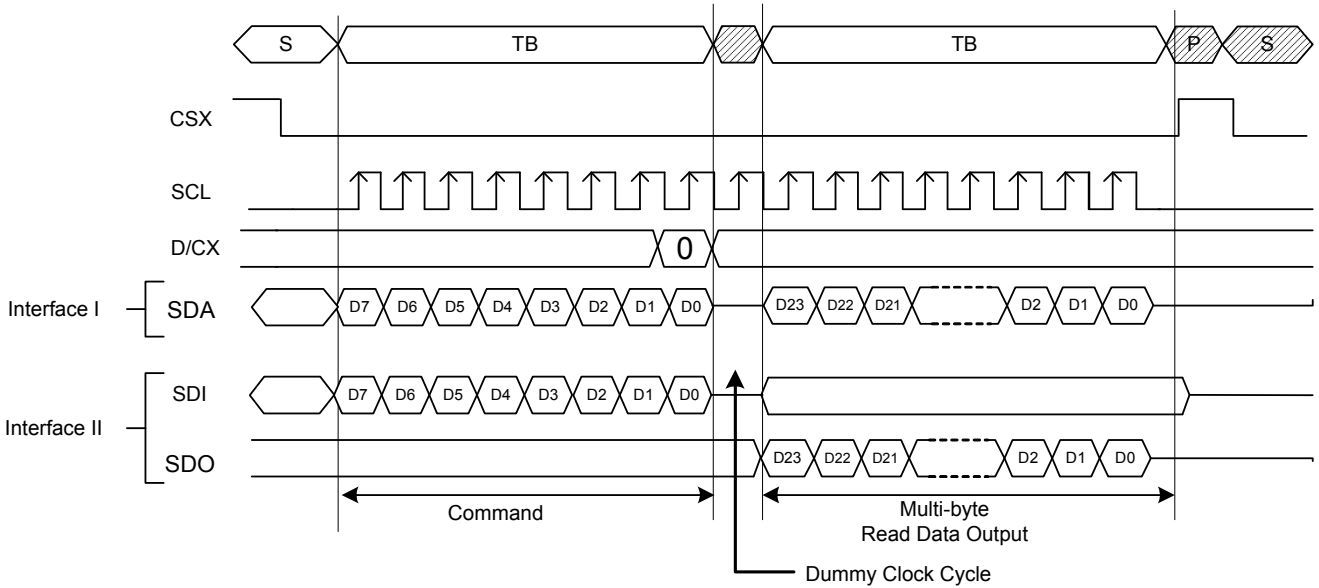 S TB TB P S
CSX
SCL
D/CX 0
Interface I SDA D7 D6 D5 D4 D3 D2 D1 D0 D23 D22 D21 D2 D1 D0
Interface II
SDI D7 D6 D5 D4 D3 D2 D1 D0
SDO D23 D22 D21 D2 D1 D0
Command
Multi-byte
Read Data Output
Dummy Clock Cycle